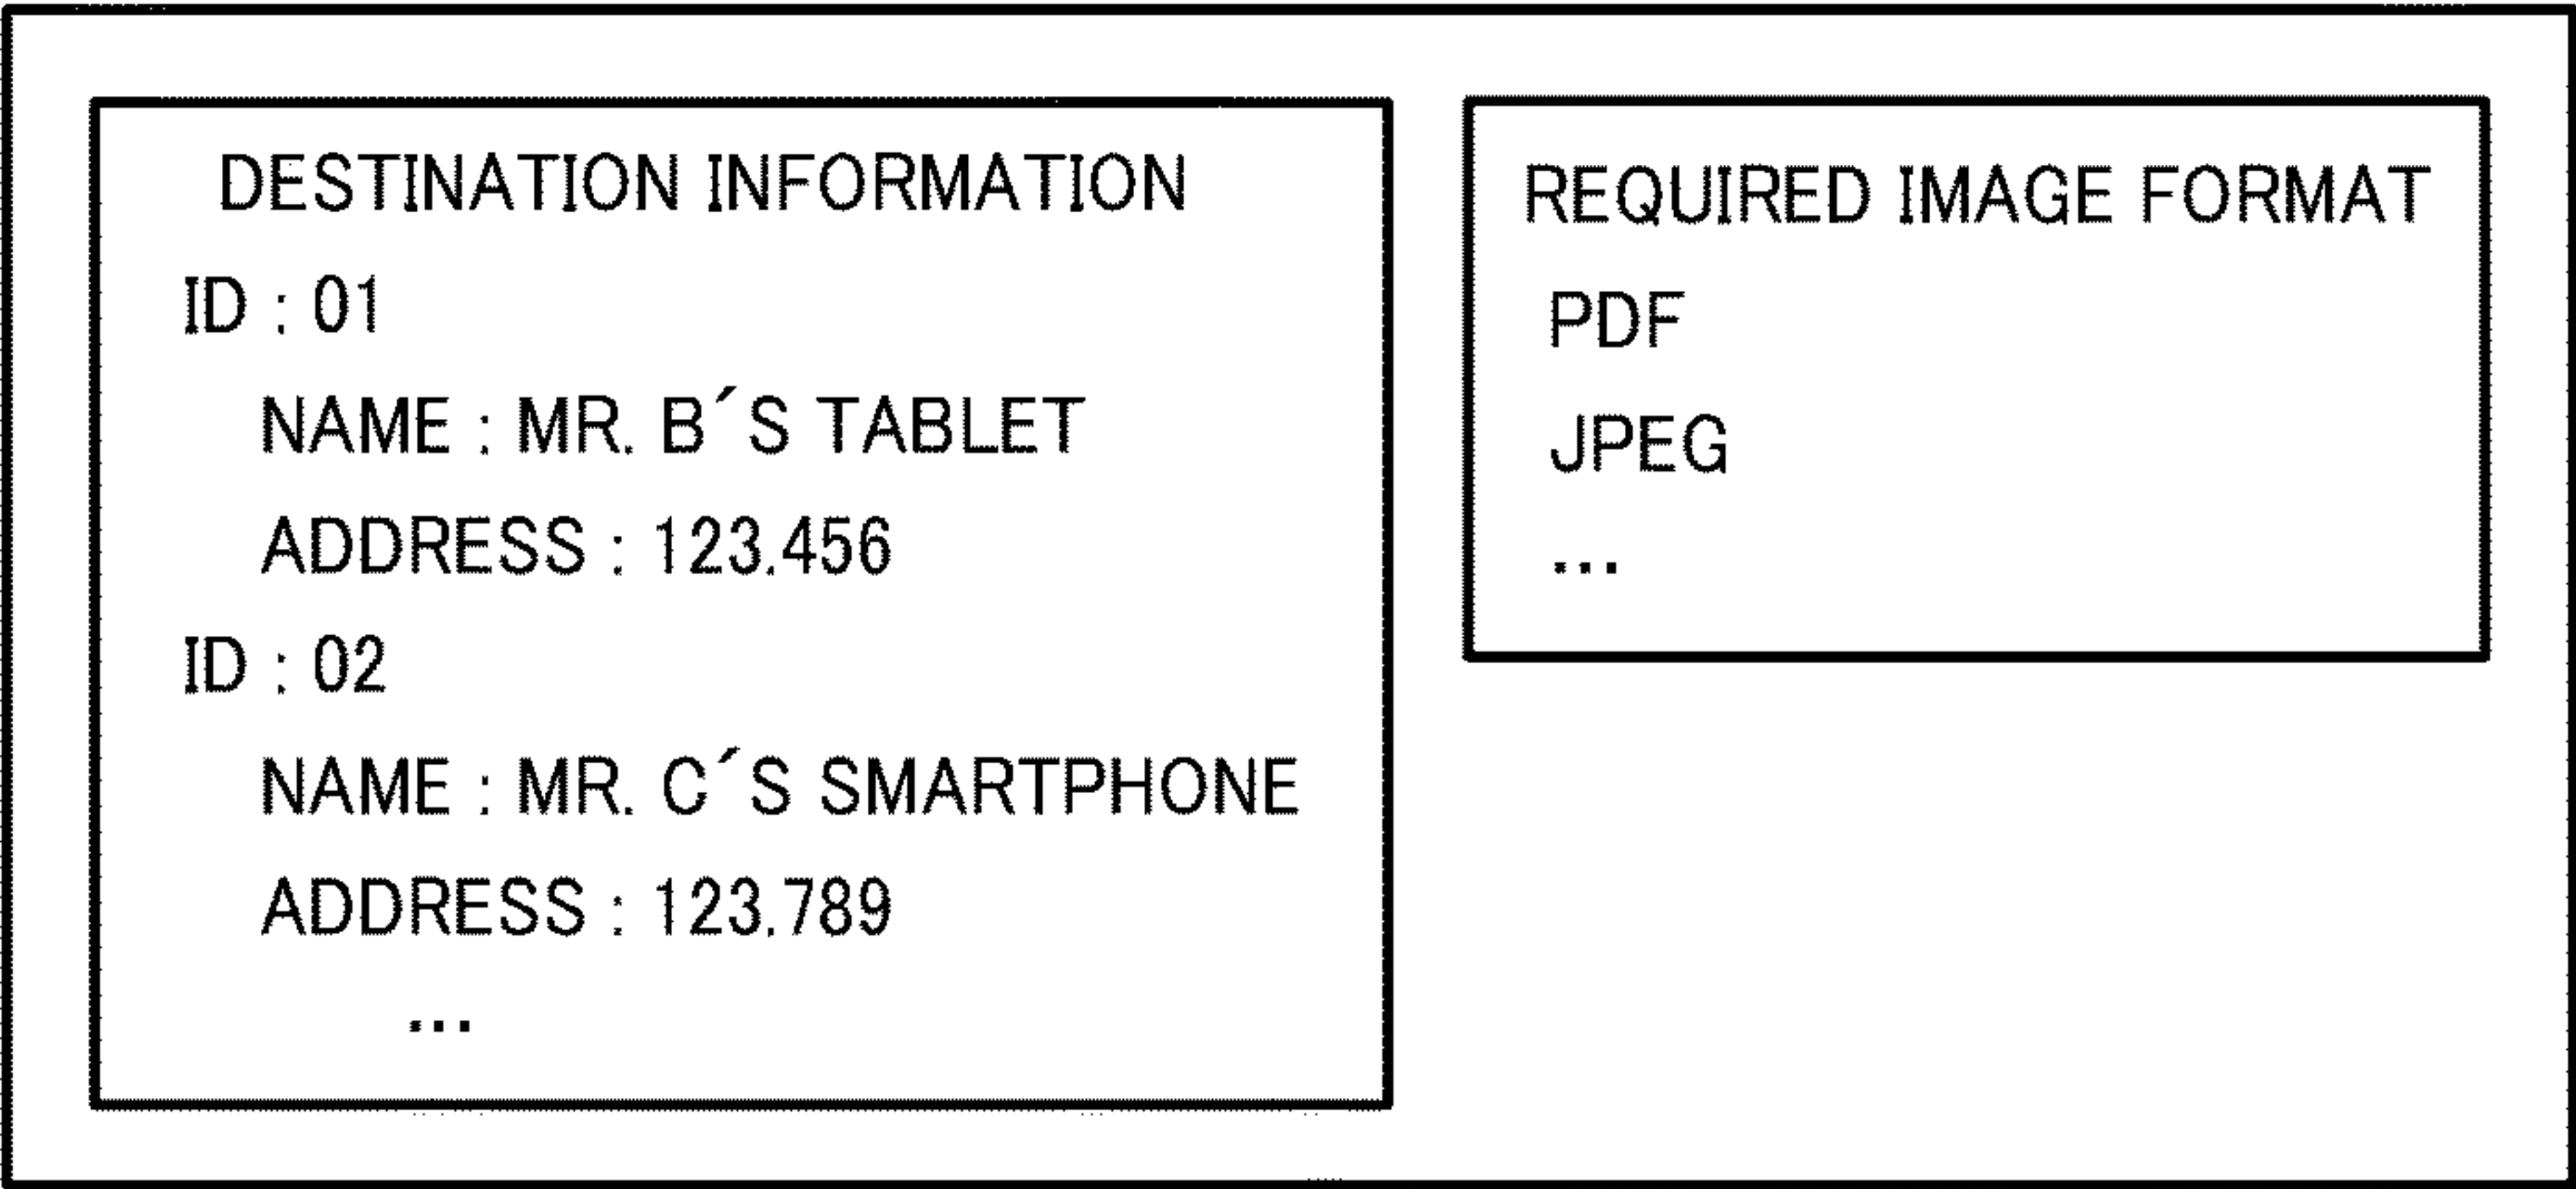 DESTINATION INFORMATION
ID : 01
NAME : MR. B´S TABLET
ADDRESS : 123.456
ID : 02
NAME : MR. C´S SMARTPHONE
ADDRESS : 123.789
...
REQUIRED IMAGE FORMAT
PDF
JPEG
...